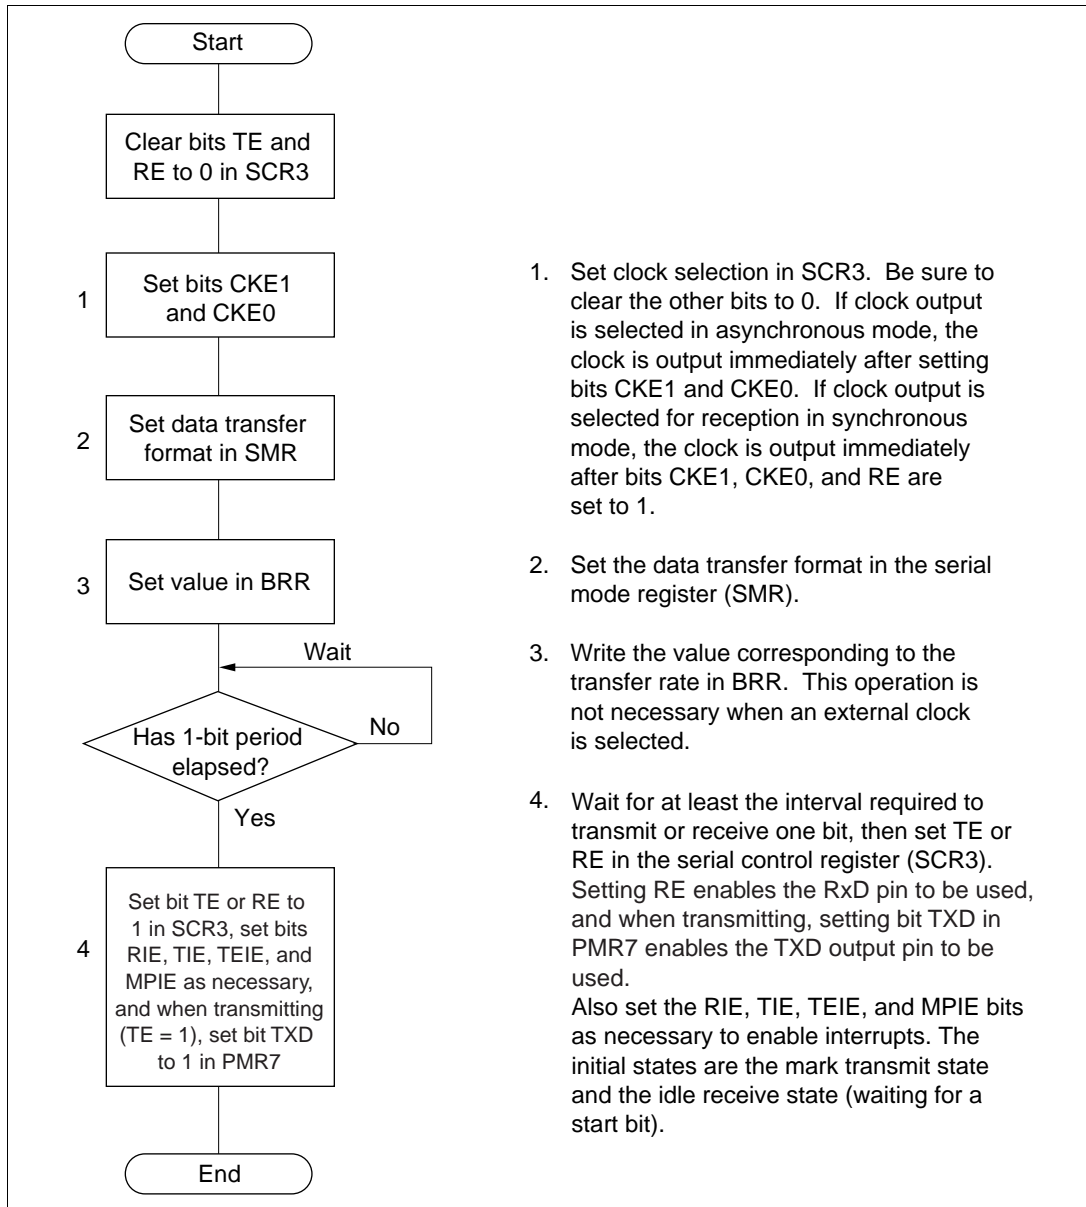 Start
Clear bits TE and
RE to 0 in SCR3
1
Set bits CKE1
and CKE0
2
Set data transfer
format in SMR
3
Set value in BRR
Wait
Has 1-bit period
elapsed?
No
Yes
4
Set bit TE or RE to
1 in SCR3, set bits
RIE, TIE, TEIE, and
MPIE as necessary,
and when transmitting
(TE = 1), set bit TXD
to 1 in PMR7
End
1. Set clock selection in SCR3. Be sure to
clear the other bits to 0. If clock output
is selected in asynchronous mode, the
clock is output immediately after setting
bits CKE1 and CKE0. If clock output is
selected for reception in synchronous
mode, the clock is output immediately
after bits CKE1, CKE0, and RE are
set to 1.
2. Set the data transfer format in the serial
mode register (SMR).
3. Write the value corresponding to the
transfer rate in BRR. This operation is
not necessary when an external clock
is selected.
4. Wait for at least the interval required to
transmit or receive one bit, then set TE or
RE in the serial control register (SCR3).
Setting RE enables the RxD pin to be used,
and when transmitting, setting bit TXD in
PMR7 enables the TXD output pin to be
used.
Also set the RIE, TIE, TEIE, and MPIE bits
as necessary to enable interrupts. The
initial states are the mark transmit state
and the idle receive state (waiting for a
start bit).